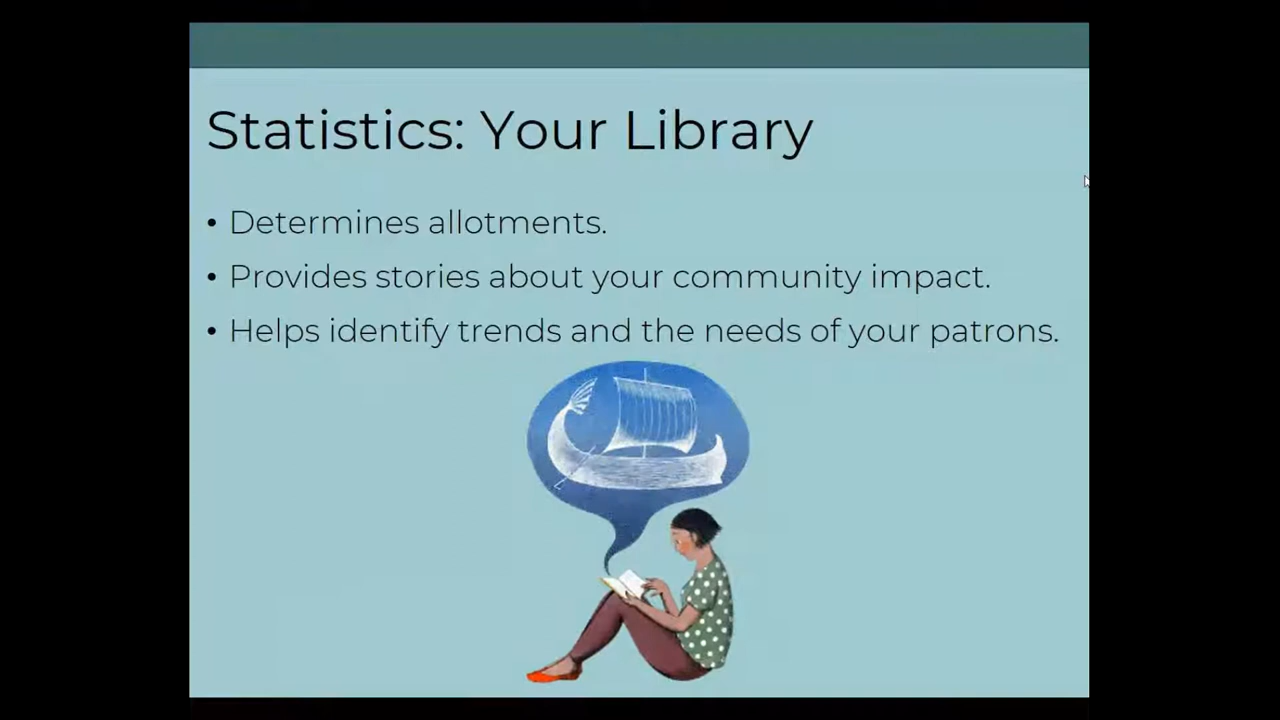 Statistics: Your Library
• Determines allotments.
• Provides stories about your community impact.
• Helps identify trends and the needs of your patrons.